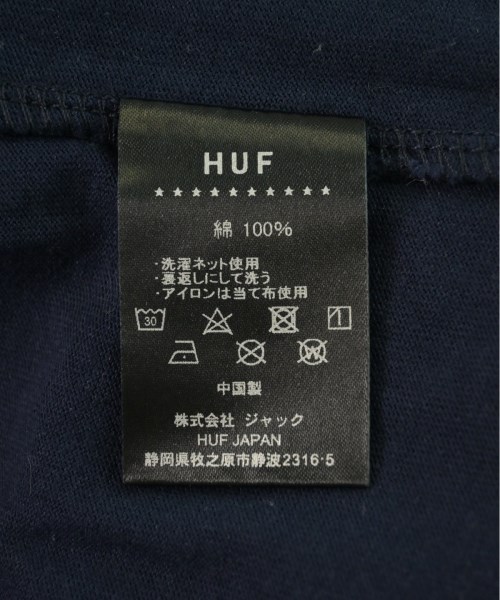 HUF
★★★★★★★★★★
綿 100%
・洗濯ネット使用
・裏返しにして洗う
・アイロンは当て布使用
30
W
中国製
株式会社 ジャック
HUF JAPAN
静岡県牧之原市静波2316-5